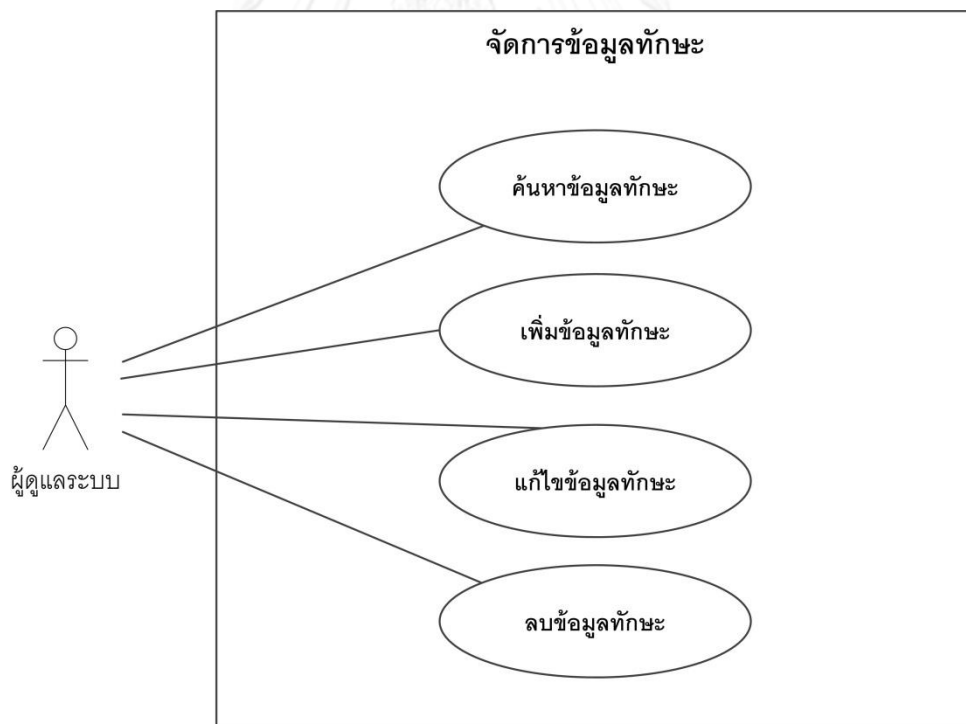 จัดการข้อมูลทักษะ
ค้นหาข้อมูลทักษะ
เพิ่มข้อมูลทักษะ
แก้ไขข้อมูลทักษะ
ลบข้อมูลทักษะ
ผู้ดูแลระบบ